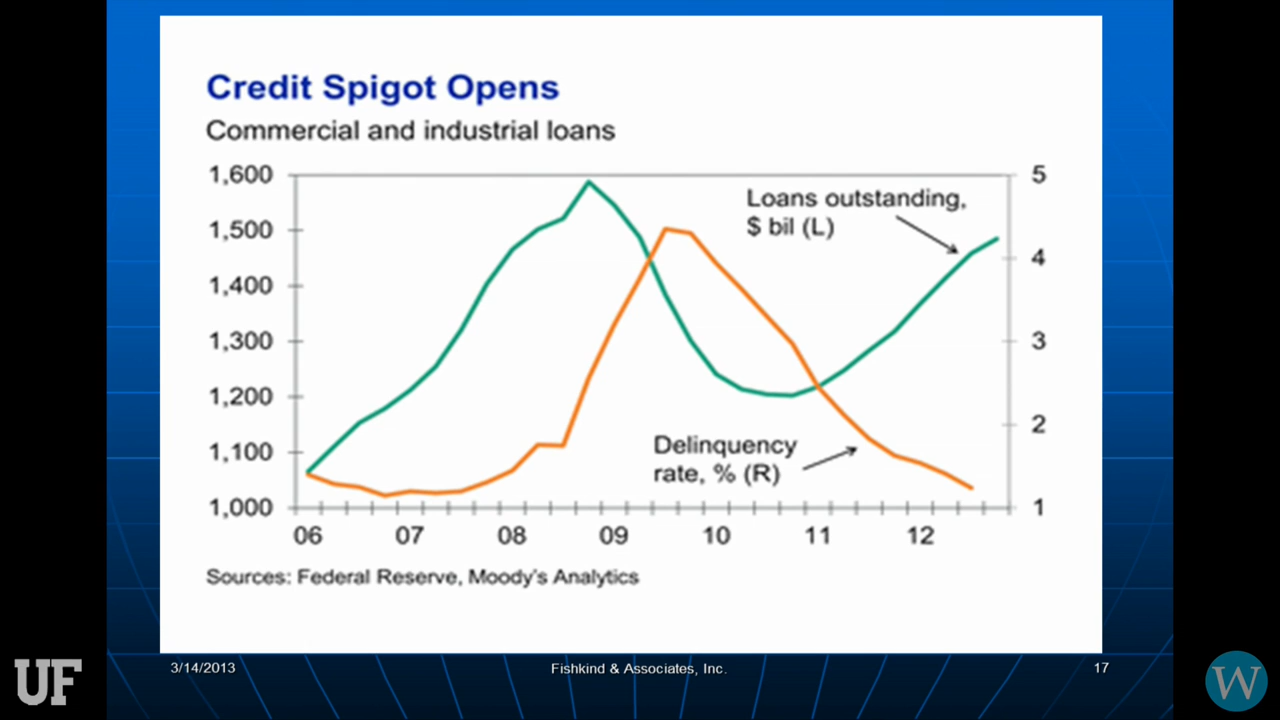 Credit Spigot Opens
Commercial and industrial loans
1,600
1,500
1,400
1,300
1,200
1,100
1,000
5
4
3
2
1
Loans outstanding,
$ bil (L)
Delinquency
rate, % (R)
06 07 08 09 10 11 12
Sources: Federal Reserve, Moody's Analytics
3/14/2013 Fishkind & Associates, Inc. 17
UF
W